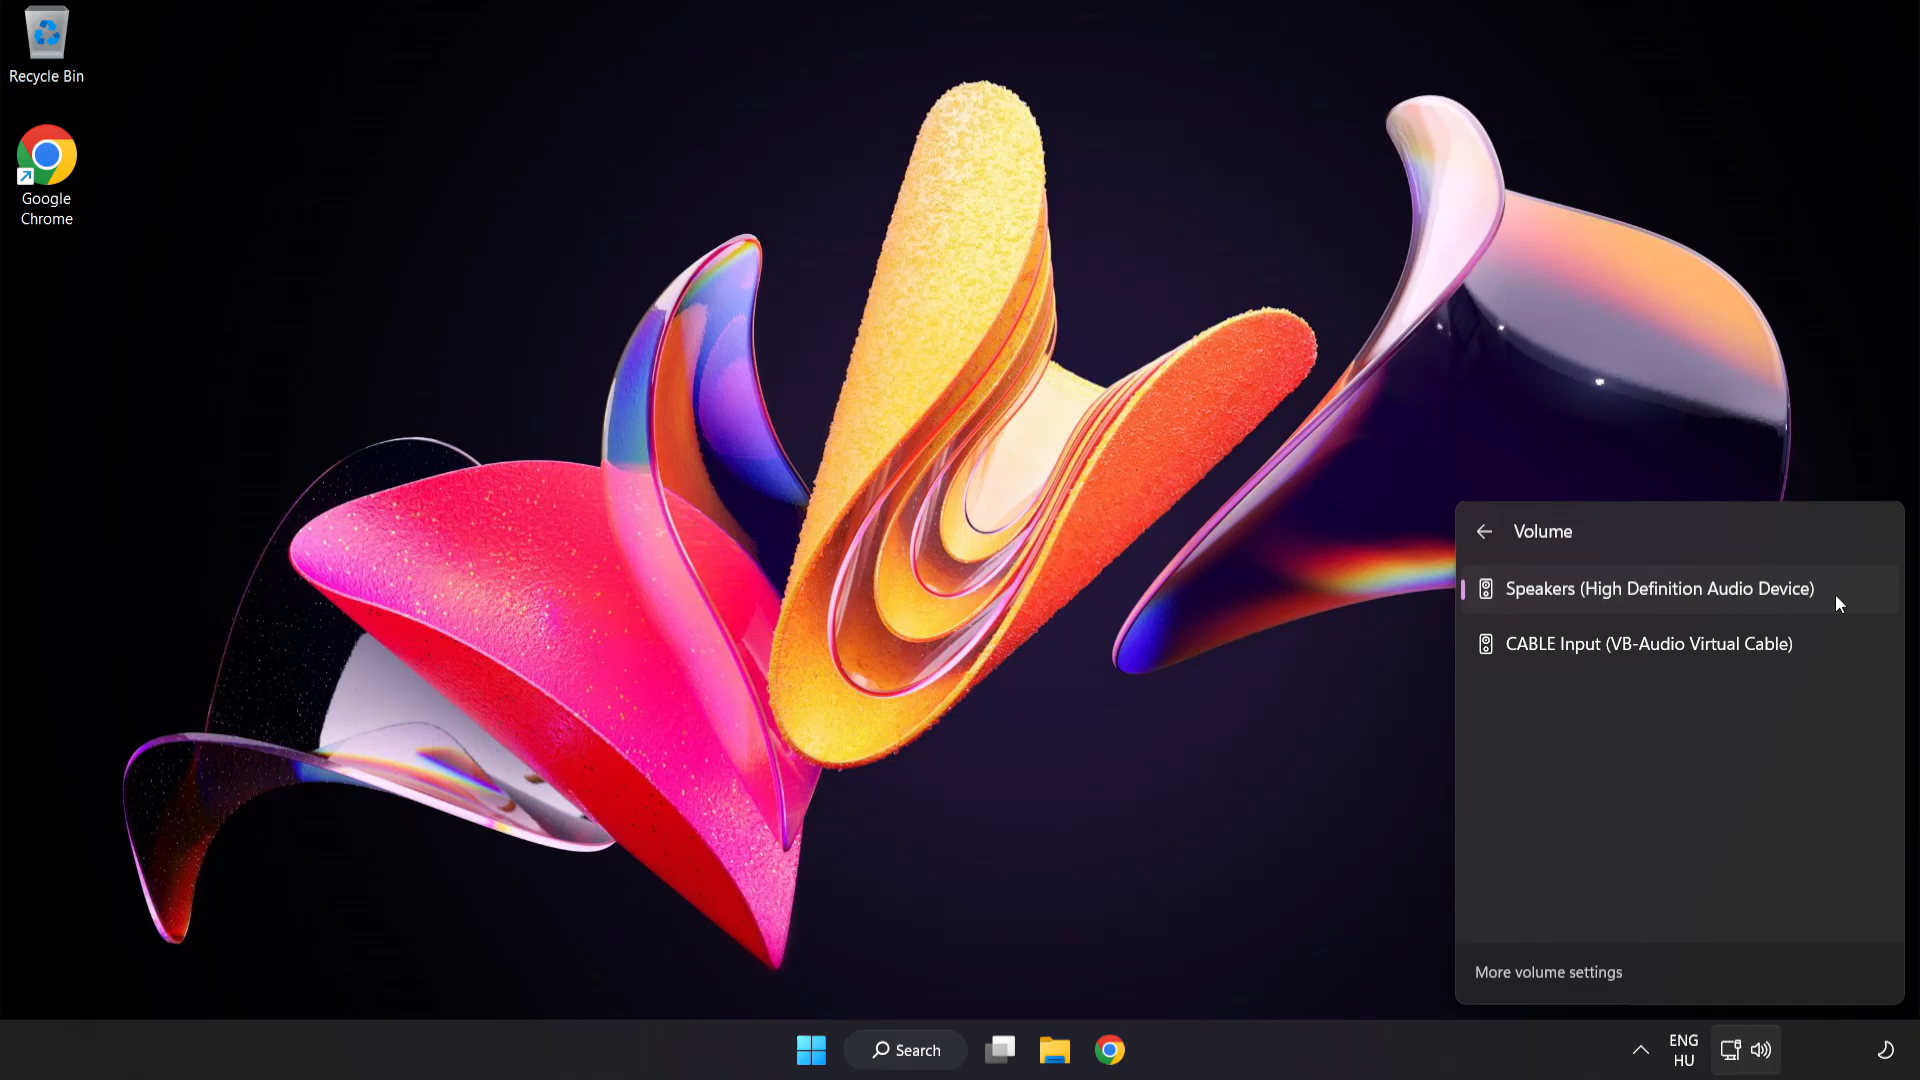 Recycle Bin
Google
Chrome
Volume
Speakers (High Definition Audio Device)
CABLE Input (VB-Audio Virtual Cable)
More volume settings
Search
ENG
HU